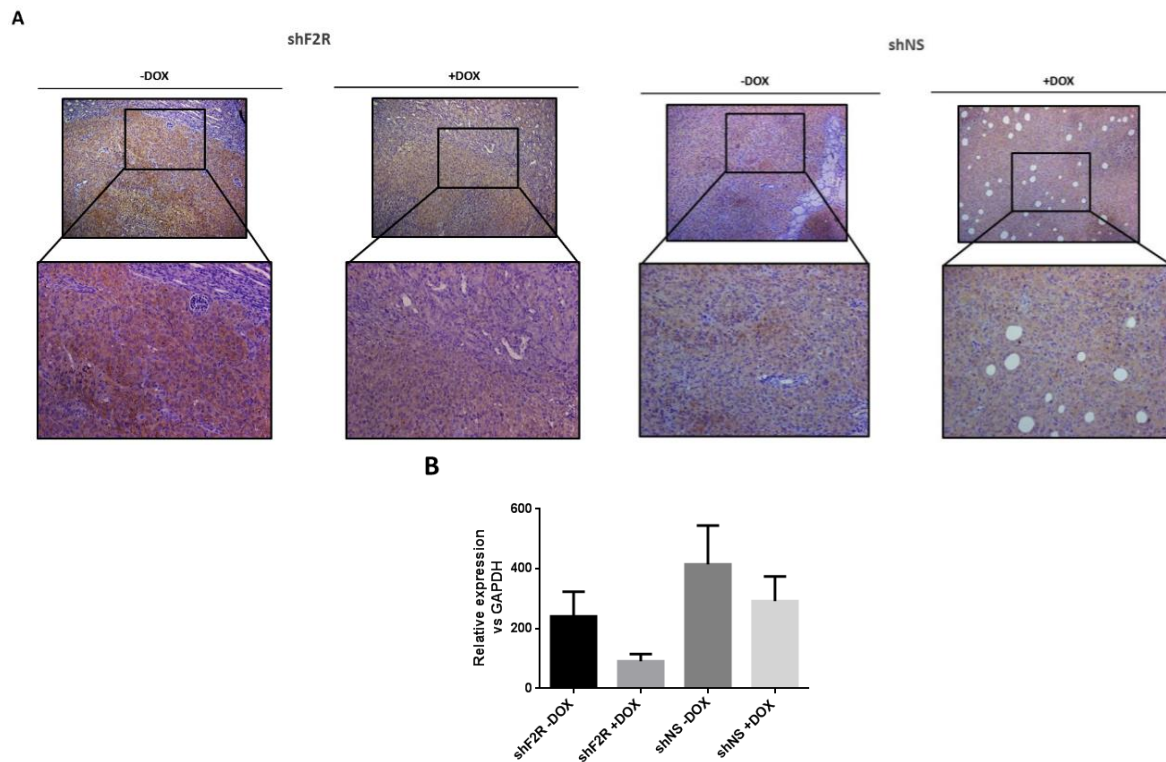 A
shF2R
shNS
-DOX
+DOX
-DOX
+DOX
B
Relative expression
vs GAPDH
600
400
200
0
shF2R -DOX
shF2R +DOX
shNS -DOX
shNS +DOX